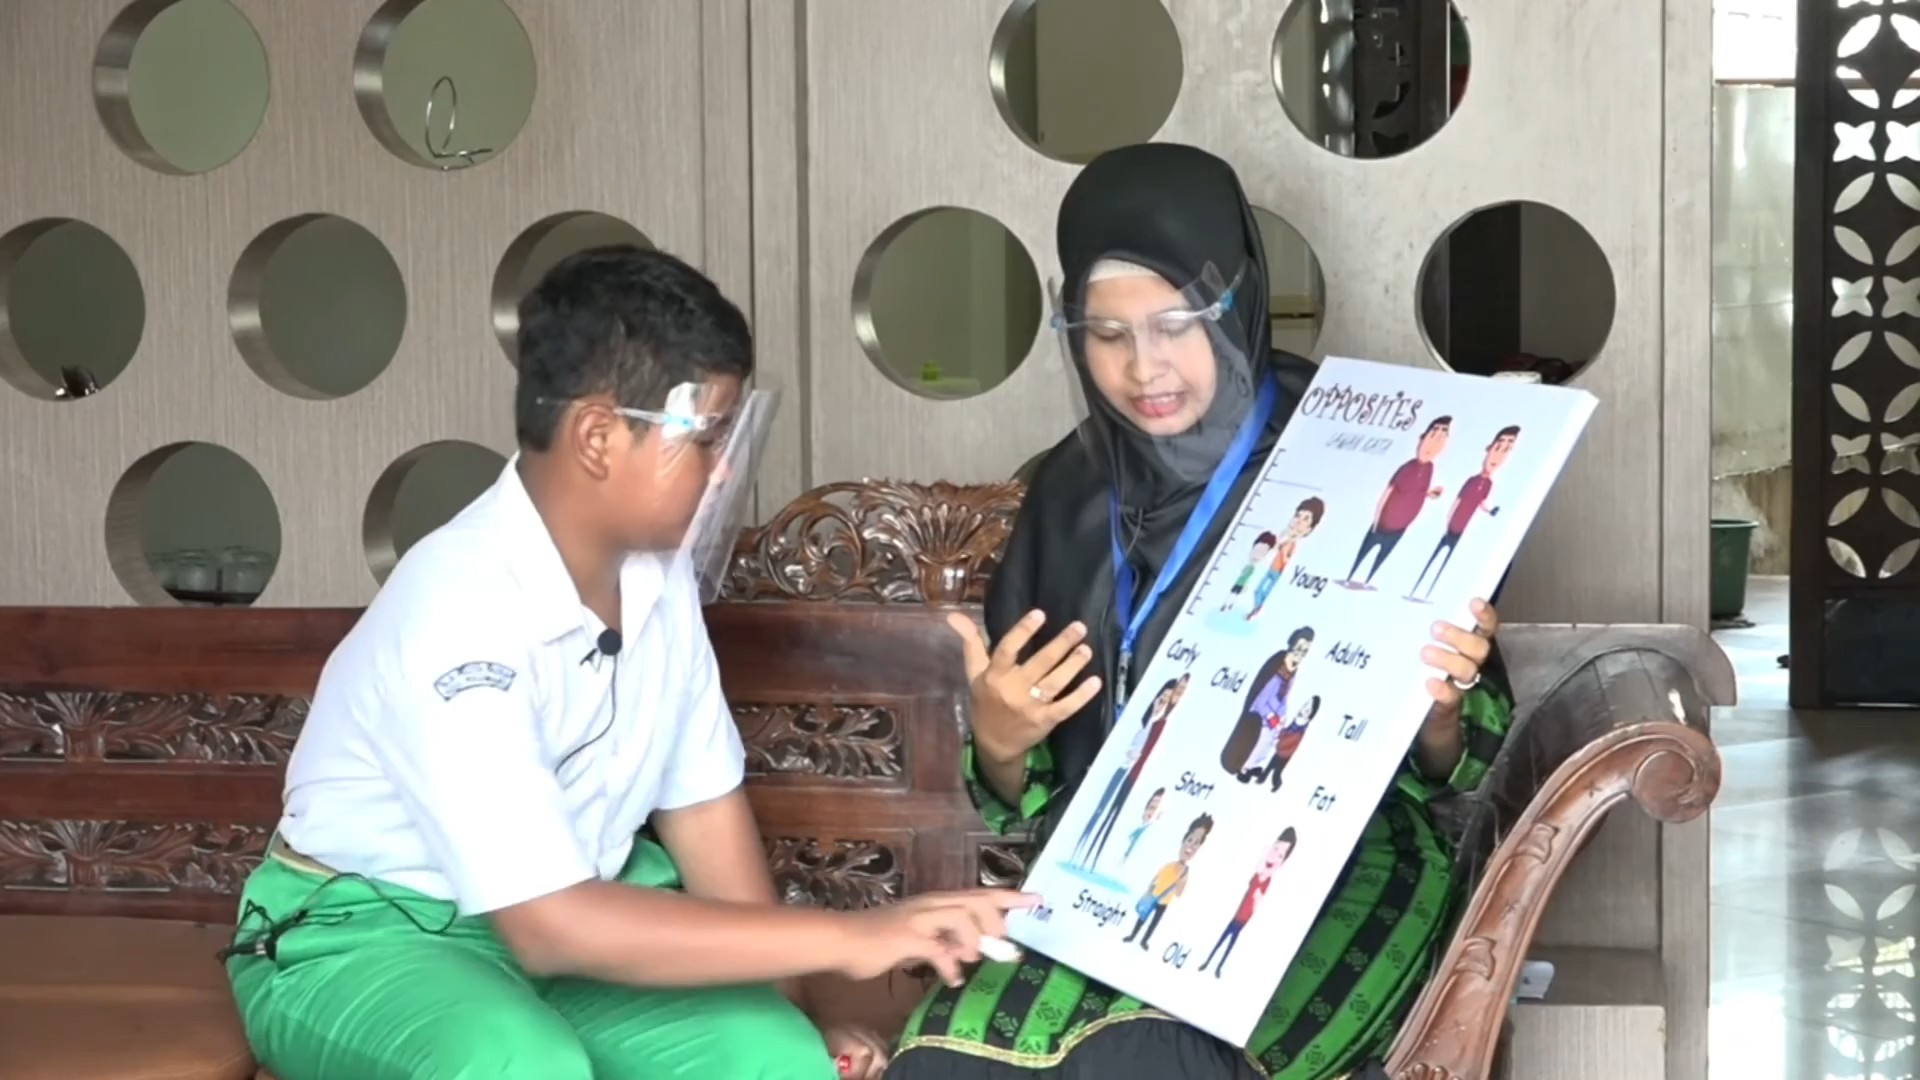 OPPOSITES
LAWAN KATA
Young
Curly
Child
Adults
Tall
Short
Fat
Thin
Straight
Old